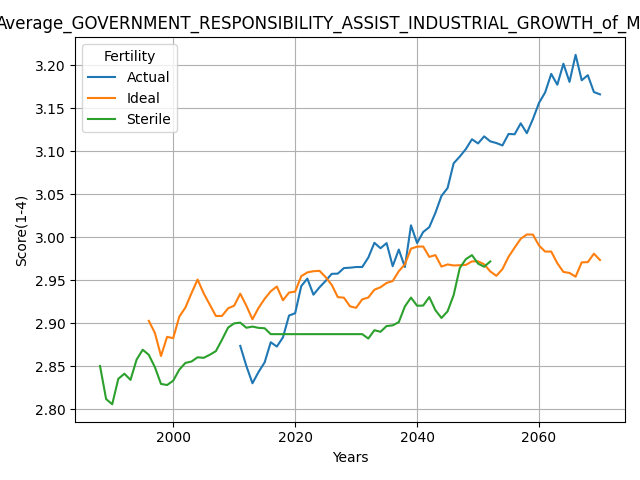 Average_GOVERNMENT_RESPONSIBILITY_ASSIST_INDUSTRIAL_GROWTH_of_M
Fertility
Actual
Ideal
Sterile
3.20
3.15
3.10
3.05
3.00
2.95
2.90
2.85
2.80
Score(1-4)
2000 2020 2040 2060
Years